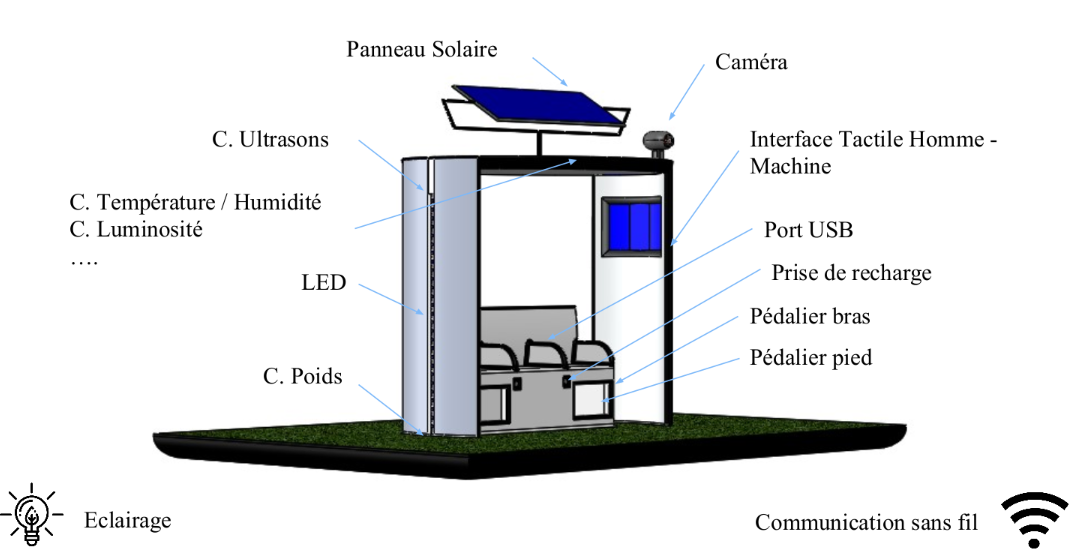 Panneau Solaire
Caméra
C. Ultrasons
Interface Tactile Homme -
Machine
C. Température / Humidité
C. Luminosité
….
Port USB
Prise de recharge
LED
Pédalier bras
Pédalier pied
C. Poids
Eclairage
Communication sans fil